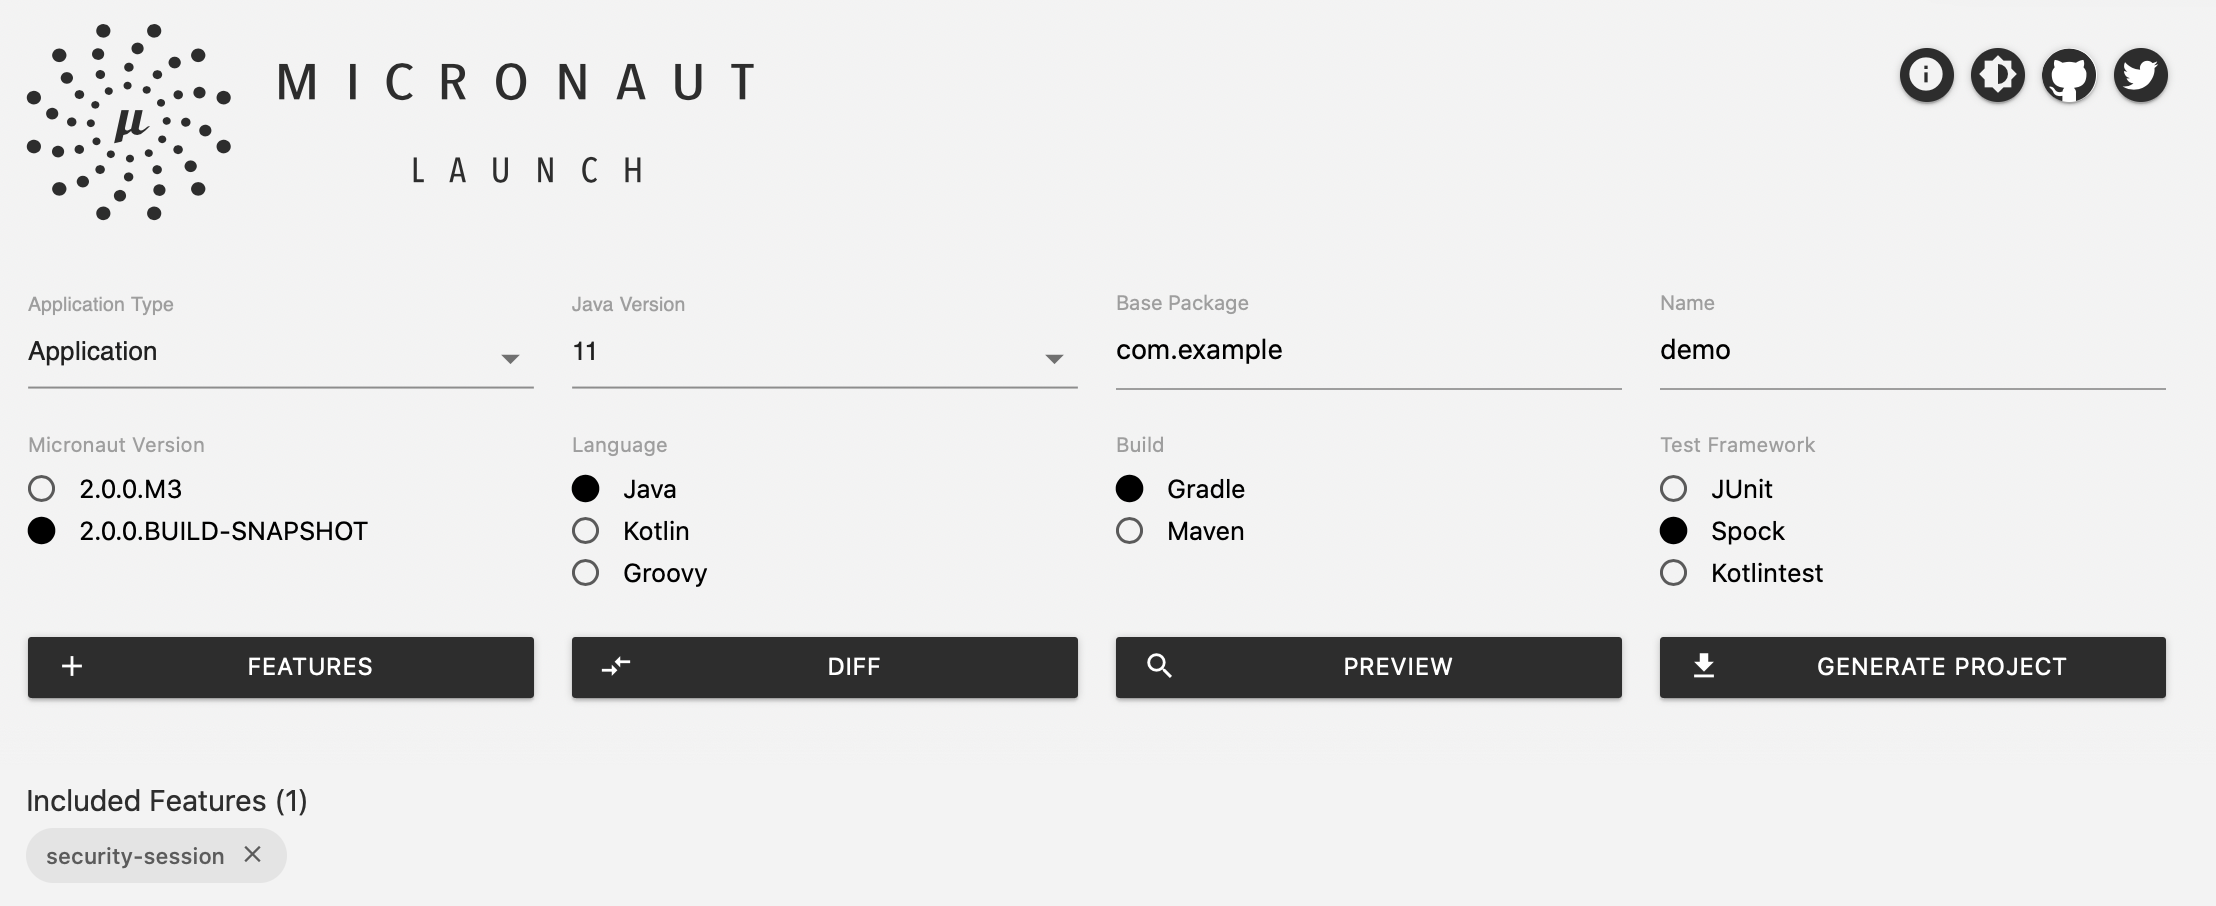 μ
MICRONAUT
LAUNCH
Application Type
Application
Java Version
11
Base Package
com.example
Name
demo
Micronaut Version
2.0.0.M3
2.0.0.BUILD-SNAPSHOT
Language
Java
Kotlin
Groovy
Build
Gradle
Maven
Test Framework
JUnit
Spock
Kotlintest
FEATURES
DIFF
PREVIEW
GENERATE PROJECT
Included Features (1)
security-session